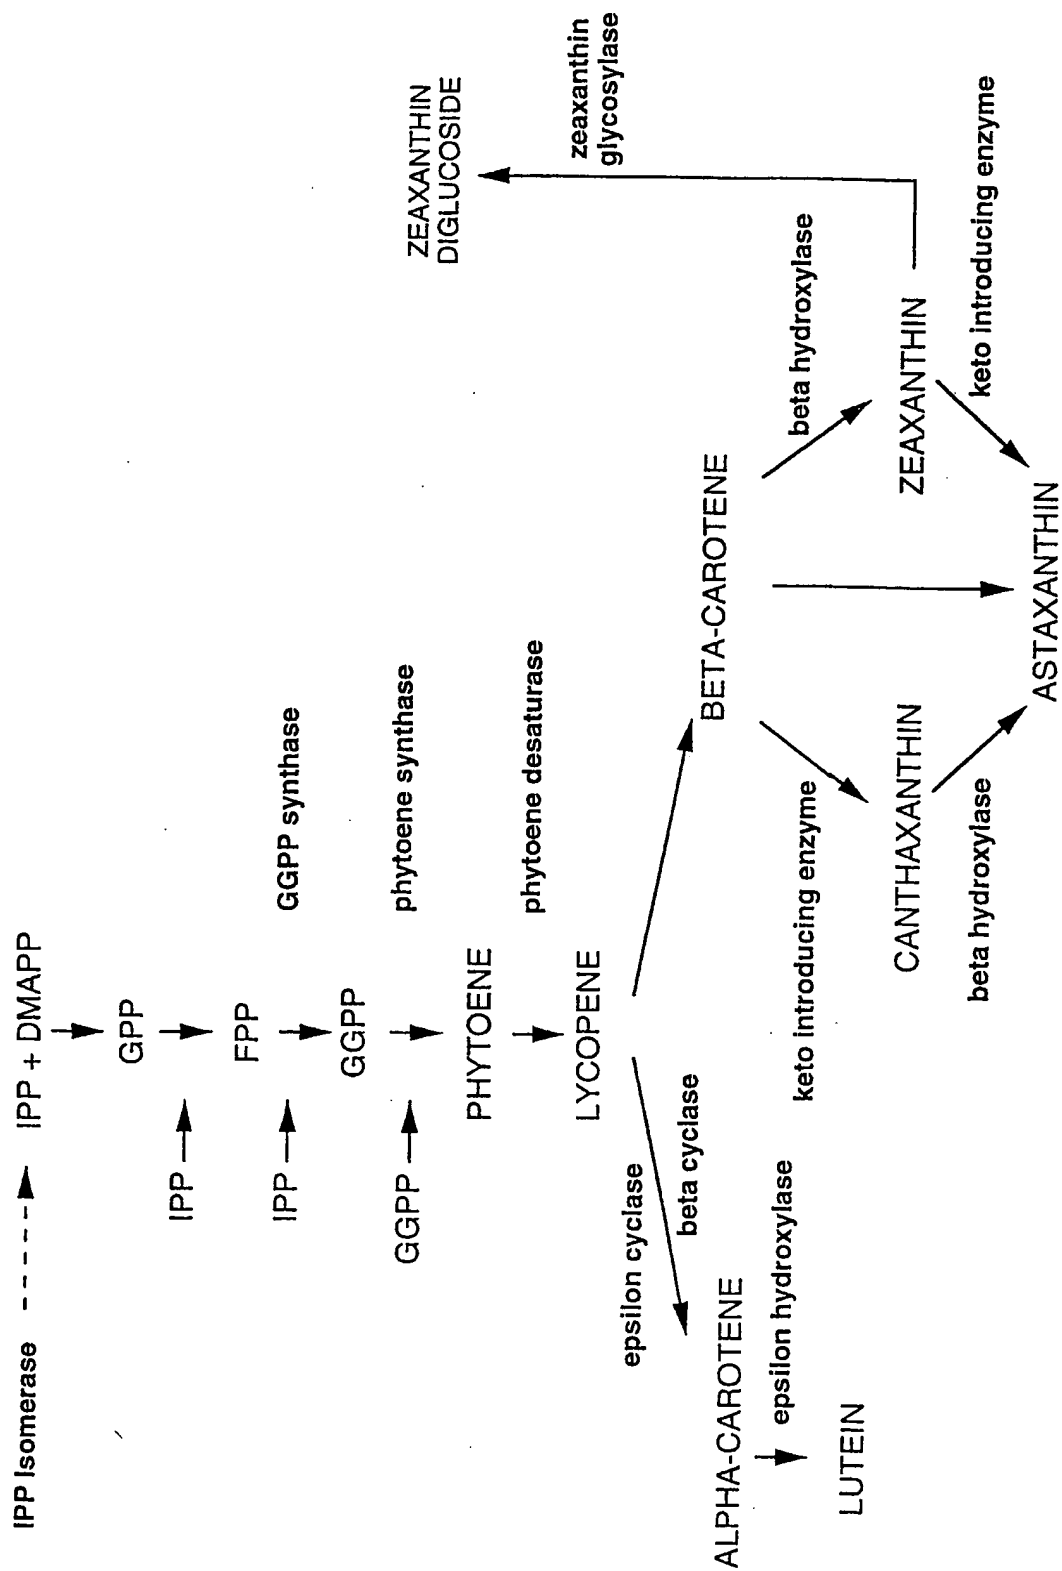 IPP Isomerase
IPP + DMAPP
GPP
IPP
FPP
IPP
GGPP synthase
GGPP
GGPP
phytoene synthase
PHYTOENE
phytoene desaturase
LYCOPENE
epsilon cyclase
beta cyclase
ALPHA-CAROTENE
BETA-CAROTENE
epsilon hydroxylase
LUTEIN
keto introducing enzyme
beta hydroxylase
CANTHAXANTHIN
ZEAXANTHIN
beta hydroxylase
keto introducing enzyme
ASTAXANTHIN
zeaxanthin
glycosylase
ZEAXANTHIN
DIGLUCOSIDE